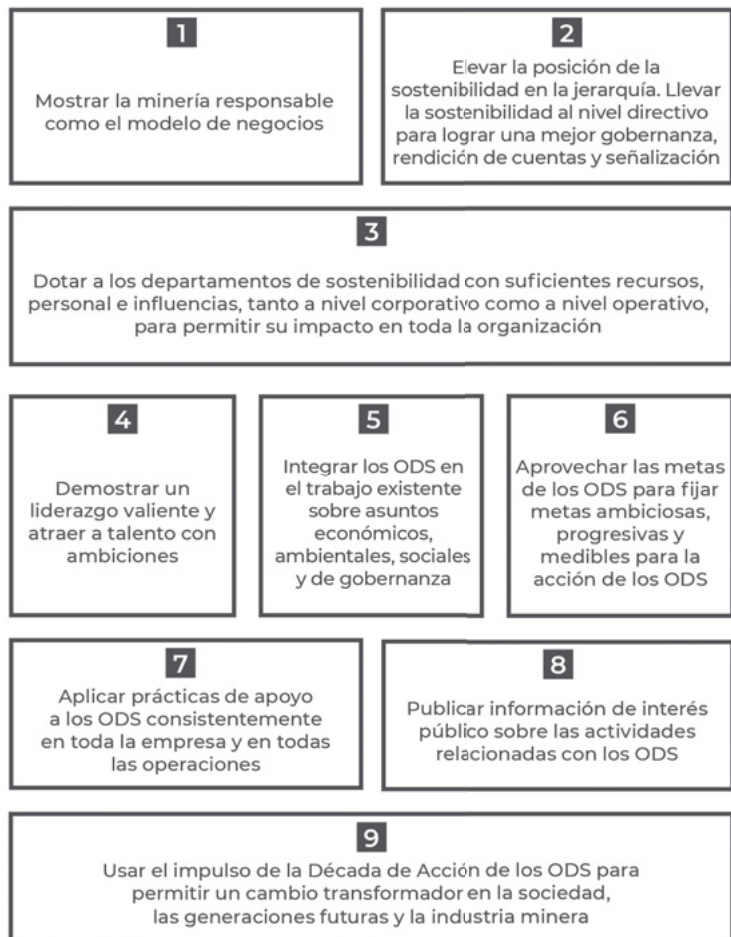 1
Mostrar la minería responsable
como el modelo de negocios
2
Elevar la posición de la
sostenibilidad en la jerarquía. Llevar
la sostenibilidad al nivel directivo
para lograr una mejor gobernanza,
rendición de cuentas y señalización
3
Dotar a los departamentos de sostenibilidad con suficientes recursos,
personal e influencias, tanto a nivel corporativo como a nivel operativo,
para permitir su impacto en toda la organización
4
Demostrar un
liderazgo valiente y
atraer a talento con
ambiciones
5
Integrar los ODS en
el trabajo existente
sobre asuntos
económicos,
ambientales, sociales
y de gobernanza
6
Aprovechar las metas
de los ODS para fijar
metas ambiciosas,
progresivas y
medibles para la
acción de los ODS
7
Aplicar prácticas de apoyo
a los ODS consistentemente
en toda la empresa y en todas
las operaciones
8
Publicar información de interés
público sobre las actividades
relacionadas con los ODS
9
Usar el impulso de la Década de Acción de los ODS para
permitir un cambio transformador en la sociedad,
las generaciones futuras y la industria minera